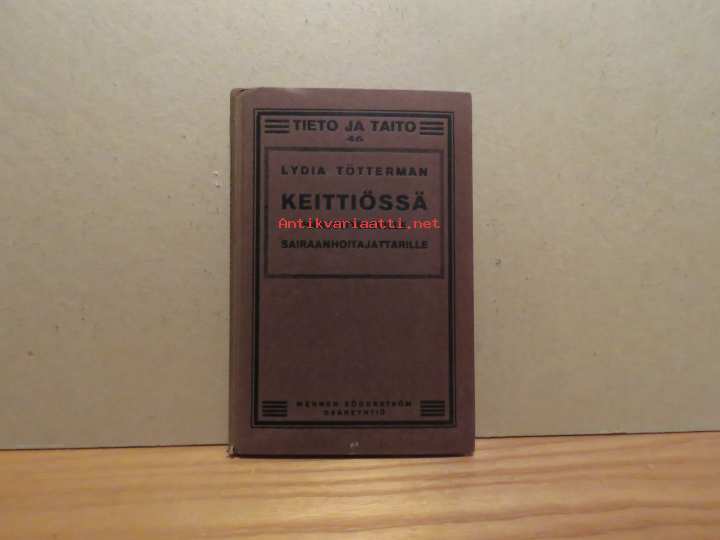 TIETO JA TAITO
46
LYDIA TÖTTERMAN
KEITTIÖSSÄ
Antikvariaatti.net
SAIRAANHOITAJATTARILLE
WERNER SÖDERSTRÖM
OSAKEYHTIÖ